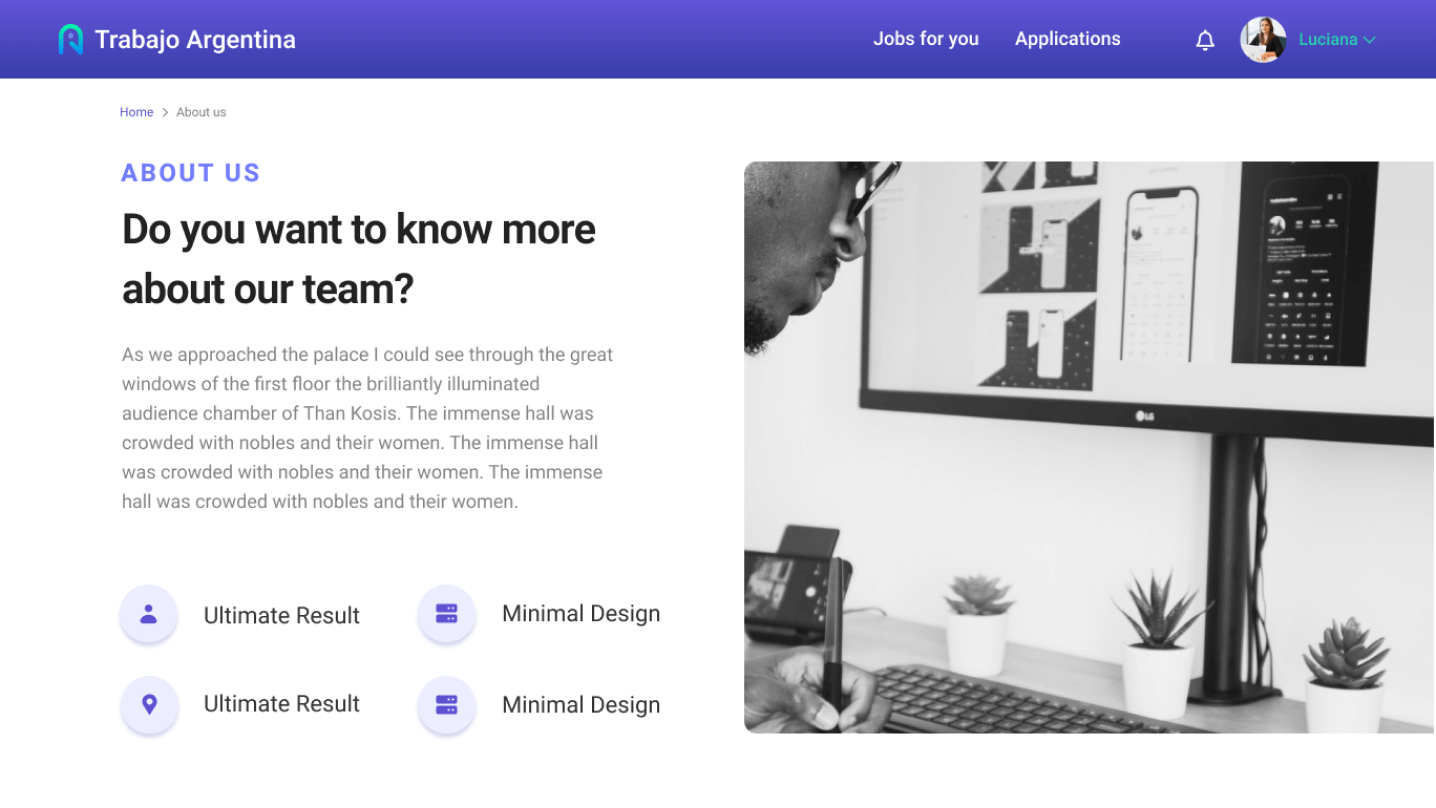 Trabajo Argentina
Jobs for you
Applications
Luciana
Home > About us
ABOUT US
Do you want to know more
about our team?
As we approached the palace I could see through the great
windows of the first floor the brilliantly illuminated
audience chamber of Than Kosis. The immense hall was
crowded with nobles and their women. The immense hall
was crowded with nobles and their women. The immense
hall was crowded with nobles and their women.
Ultimate Result
Minimal Design
Ultimate Result
Minimal Design
LG